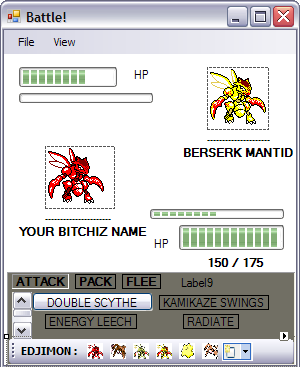 Battle!
File View
HP
BERSERK MANTID
YOUR BITCHIZ NAME
HP
150 / 175
ATTACK PACK FLEE Label9
DOUBLE SCYTHE KAMIKAZE SWINGS
ENERGY LEECH RADIATE
EDJIMON: